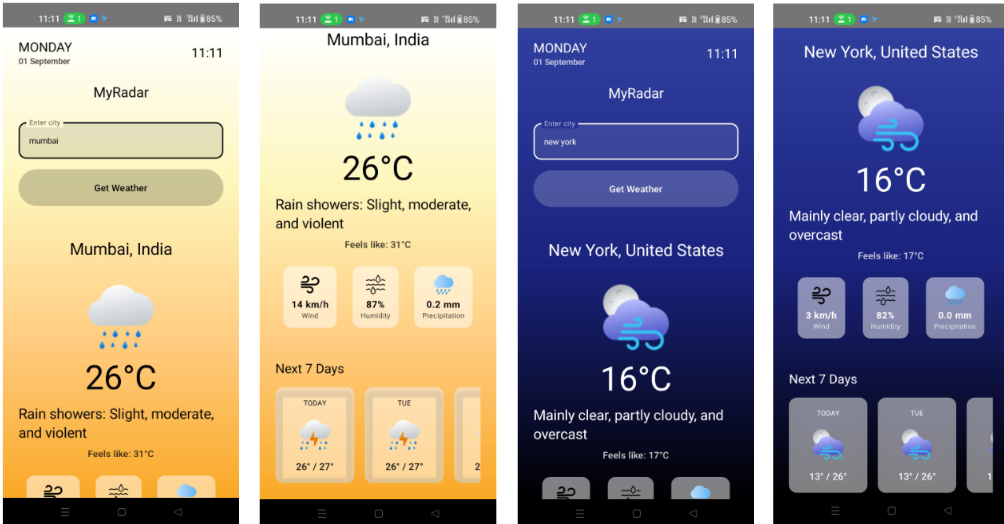 11:11 1 85%
MONDAY
01 September
11:11
MyRadar
Enter city
mumbai
Get Weather
Mumbai, India
26°C
Rain showers: Slight, moderate,
and violent
Feels like: 31°C
11:11 1 85%
Mumbai, India
26°C
Rain showers: Slight, moderate,
and violent
Feels like: 31°C
14 km/h 87% 0.2 mm
Wind Humidity Precipitation
Next 7 Days
TODAY TUE
26° / 27° 26° / 27° 2
11:11 1 85%
MONDAY
01 September
11:11
MyRadar
Enter city
new york
Get Weather
New York, United States
16°C
Mainly clear, partly cloudy, and
overcast
Feels like: 17°C
11:11 1 85%
New York, United States
16°C
Mainly clear, partly cloudy, and
overcast
Feels like: 17°C
3 km/h 82% 0.0 mm
Wind Humidity Precipitation
Next 7 Days
TODAY TUE
13° / 26° 13° / 26° 1